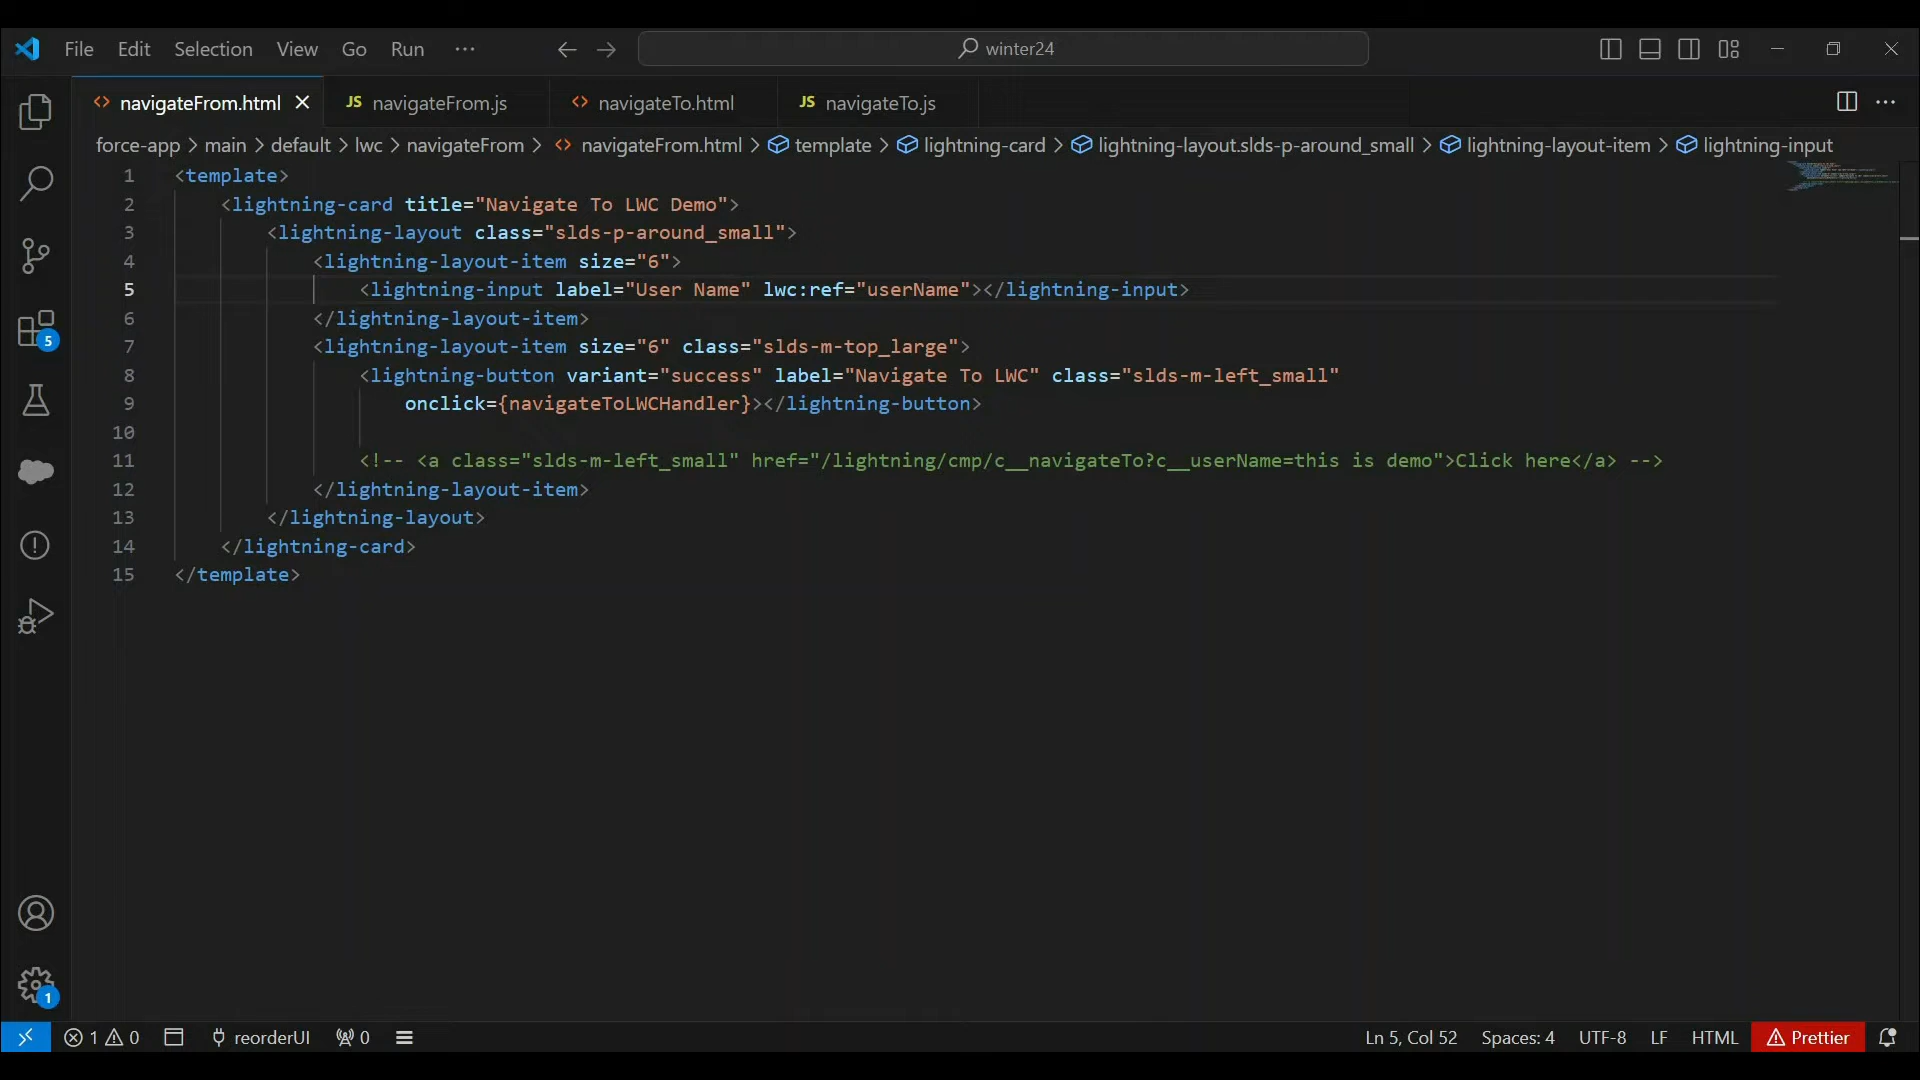 File Edit Selection View Go Run ··· winter24
navigateFrom.html JS navigateFrom.js navigateTo.html JS navigateTo.js
force-app > main > default > lwc > navigateFrom > navigateFrom.html > template > lightning-card > lightning-layout.slds-p-around_small > lightning-layout-item > lightning-input
1 <template>
2 <lightning-card title="Navigate To LWC Demo">
3 <lightning-layout class="slds-p-around_small">
4 <lightning-layout-item size="6">
5 <lightning-input label="User Name" lwc:ref="userName"></lightning-input>
6 </lightning-layout-item>
7 <lightning-layout-item size="6" class="slds-m-top_large">
8 <lightning-button variant="success" label="Navigate To LWC" class="slds-m-left_small"
9 onclick={navigateToLWCHandler}></lightning-button>
10
11 <!-- <a class="slds-m-left_small" href="/lightning/cmp/c__navigateTo?c__userName=this is demo">Click here</a> -->
12 </lightning-layout-item>
13 </lightning-layout>
14 </lightning-card>
15 </template>
5
1
1 0 reorderUI 0 Ln 5, Col 52 Spaces: 4 UTF-8 LF HTML Prettier